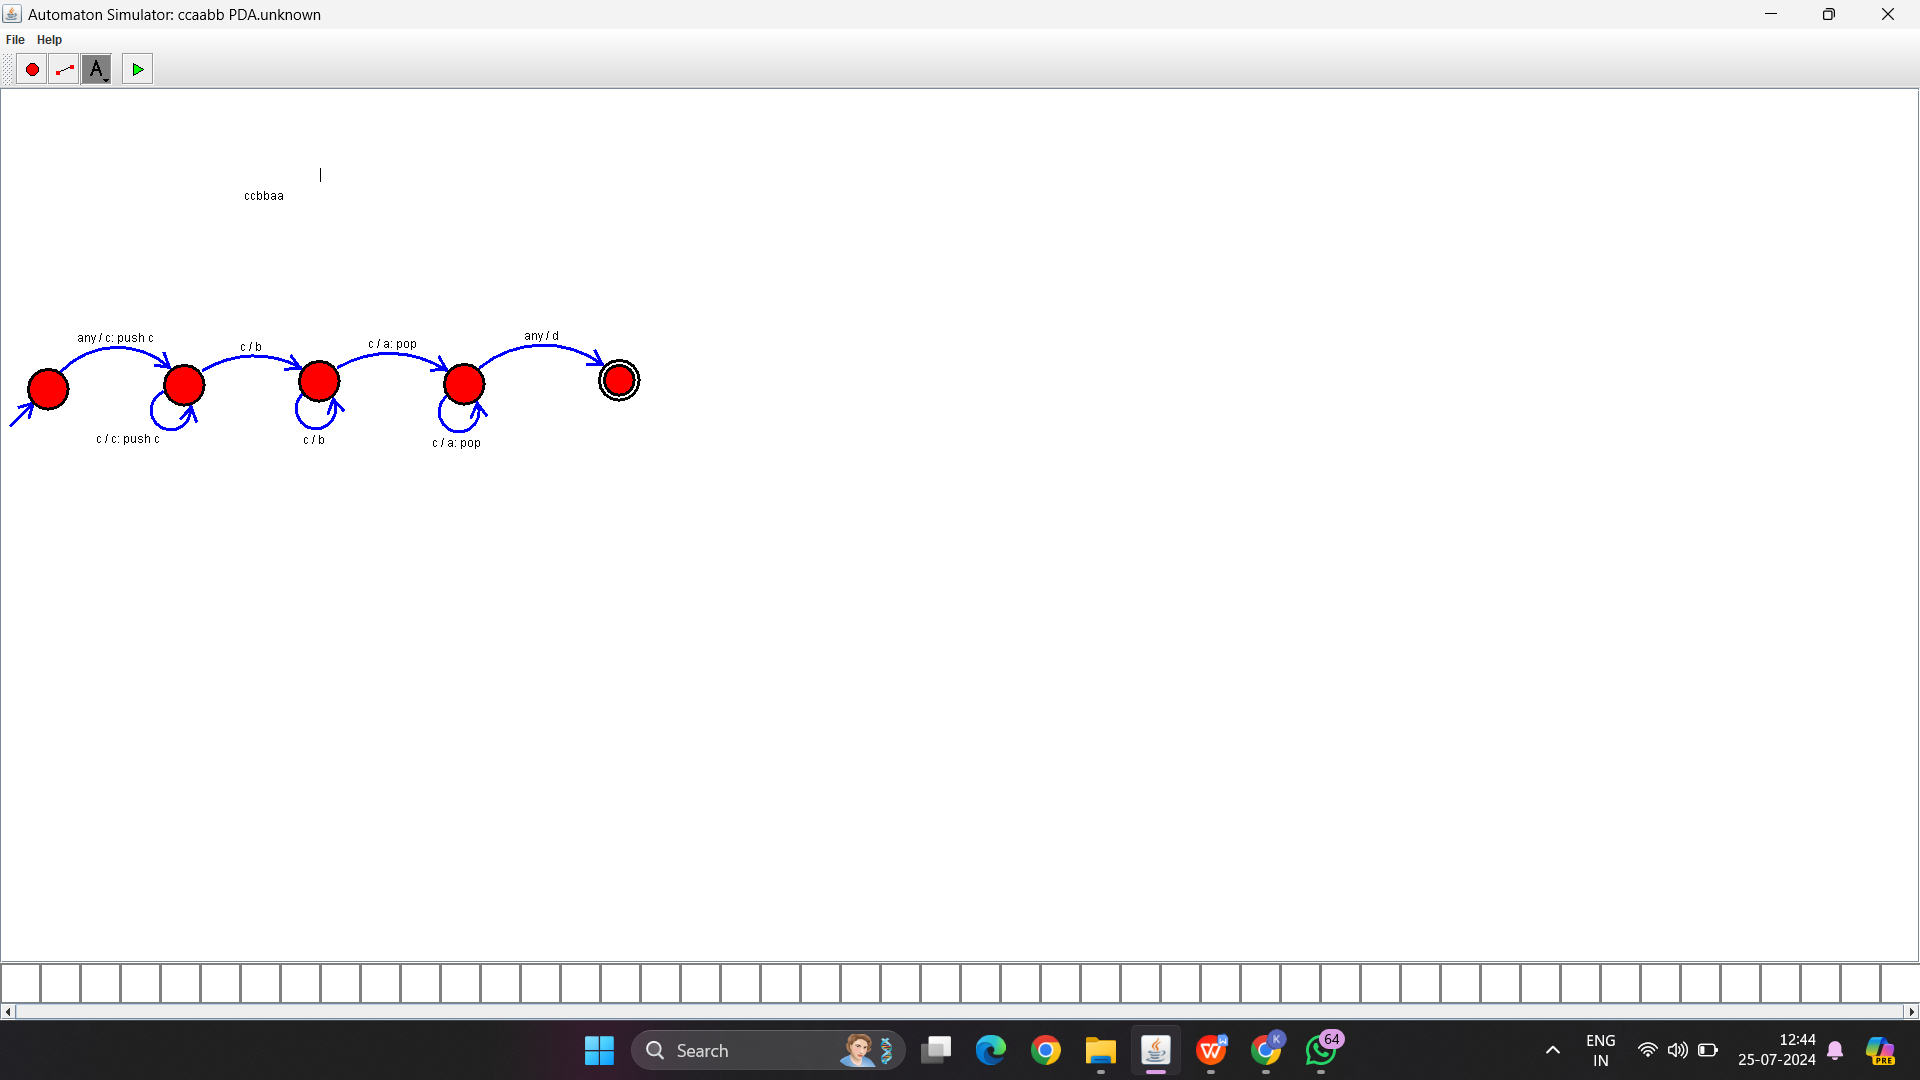 Automaton Simulator: ccaabb PDA.unknown
File Help
A
ccbbaa
any / c: push c
c / b
c / a: pop
any / d
c / c: push c
c / b
c / a: pop
Search
W
W
K
64
ENG
IN
12:44
25-07-2024
PRE